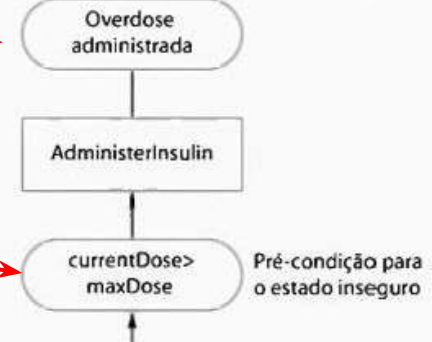 Overdose
administrada
AdministerInsulin
currentDose>
maxDose
Pré-condição para
o estado inseguro